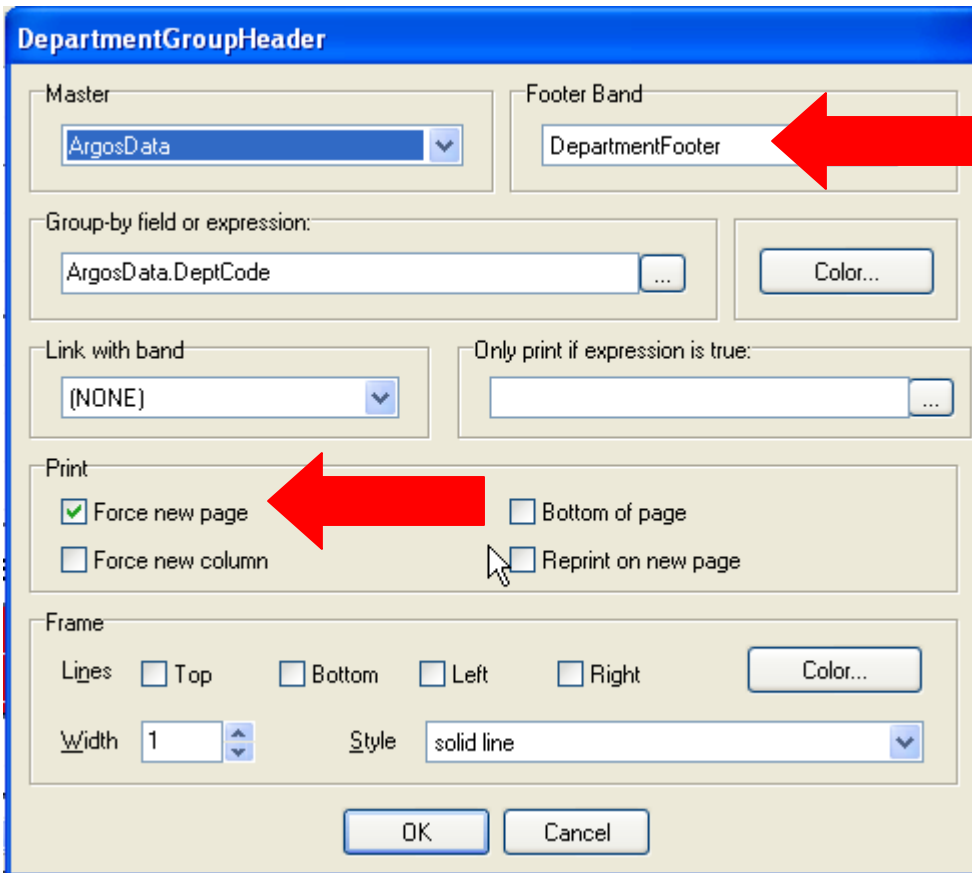 DepartmentGroupHeader
Master
Footer Band
ArgosData
DepartmentFooter
Group-by field or expression:
ArgosData.DeptCode
...
Color...
Link with band
Only print if expression is true:
(NONE)
...
Print
Force new page
Bottom of page
Force new column
Reprint on new page
Frame
Lines
Top
Bottom
Left
Right
Color...
Width
1
Style
solid line
OK
Cancel